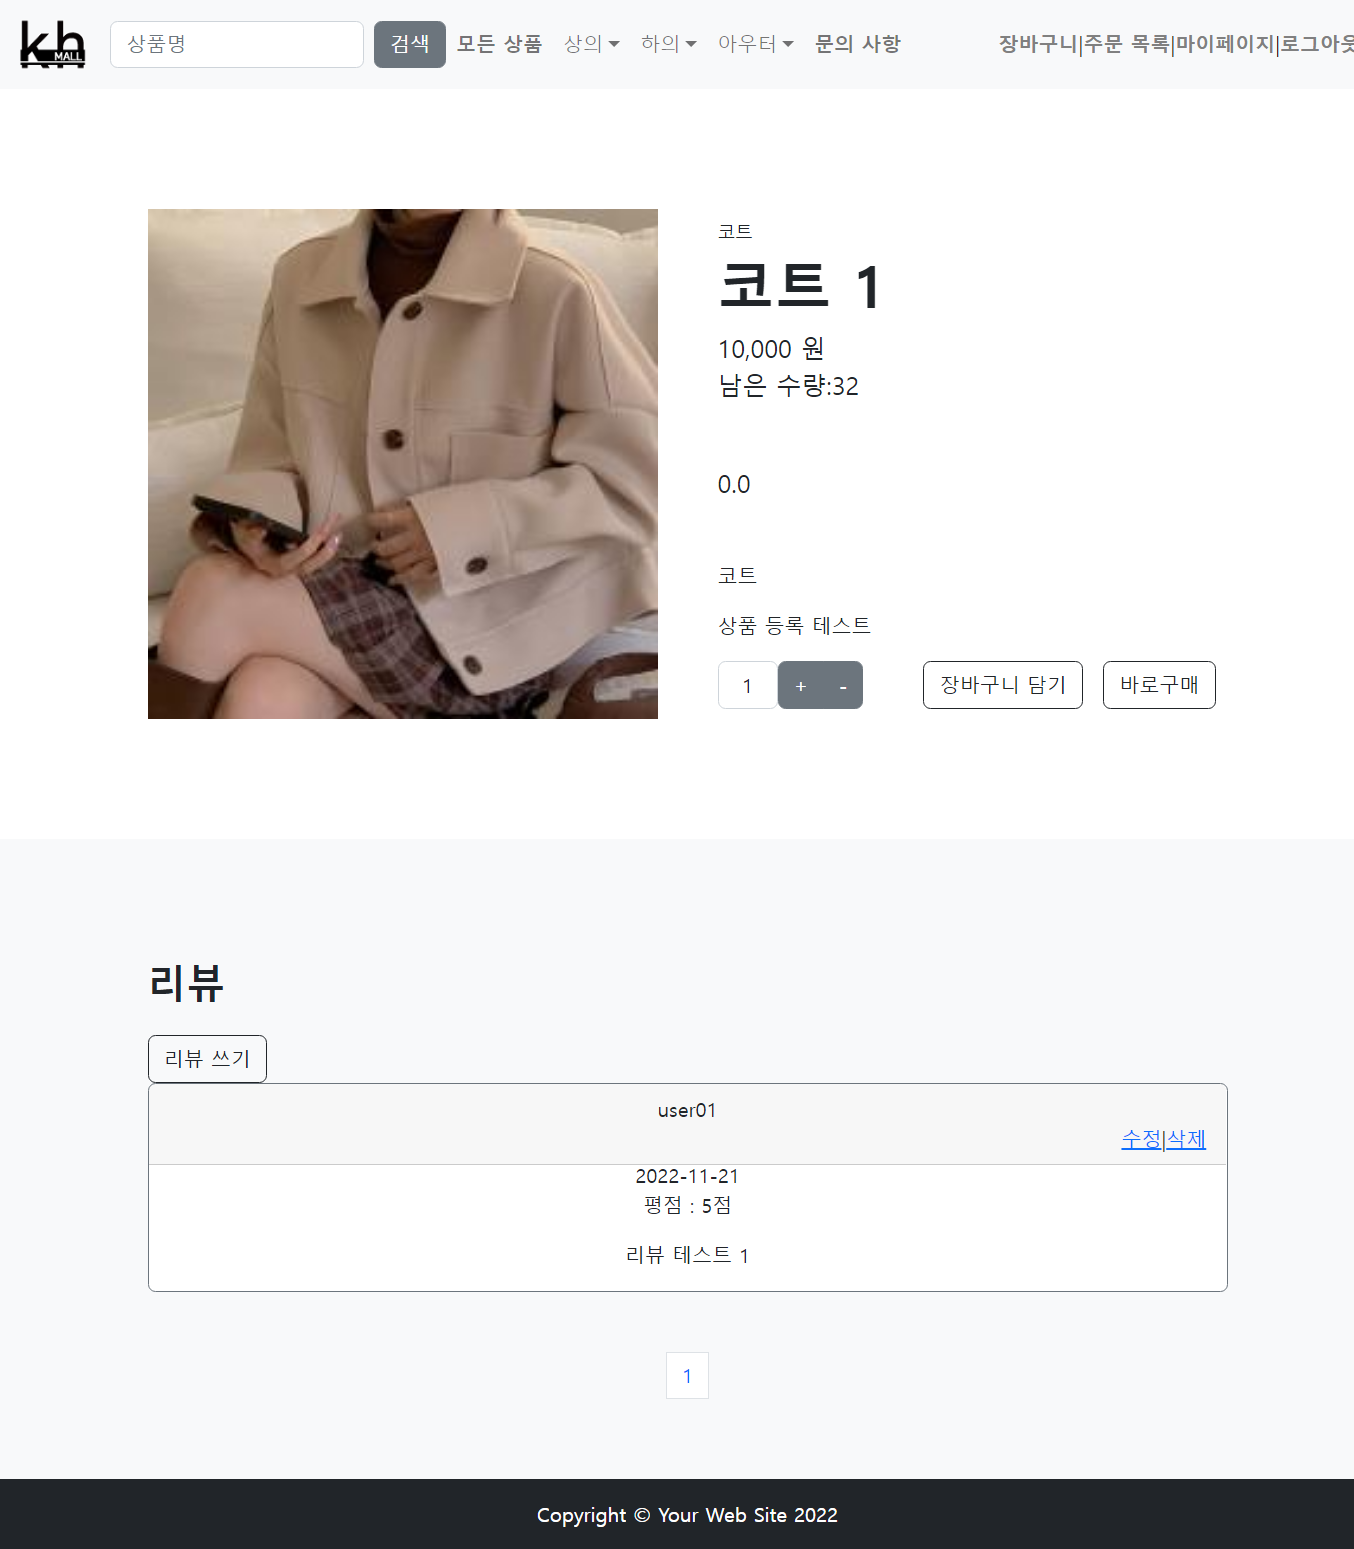 kh MALL
상품명 검색 모든 상품 상의 하의 아우터 문의 사항 장바구니|주문 목록|마이페이지|로그아웃
코트
코트 1
10,000 원
남은 수량:32
0.0
코트
상품 등록 테스트
1 + - 장바구니 담기 바로구매
리뷰
리뷰 쓰기
user01
수정|삭제
2022-11-21
평점 : 5점
리뷰 테스트 1
1
Copyright © Your Web Site 2022